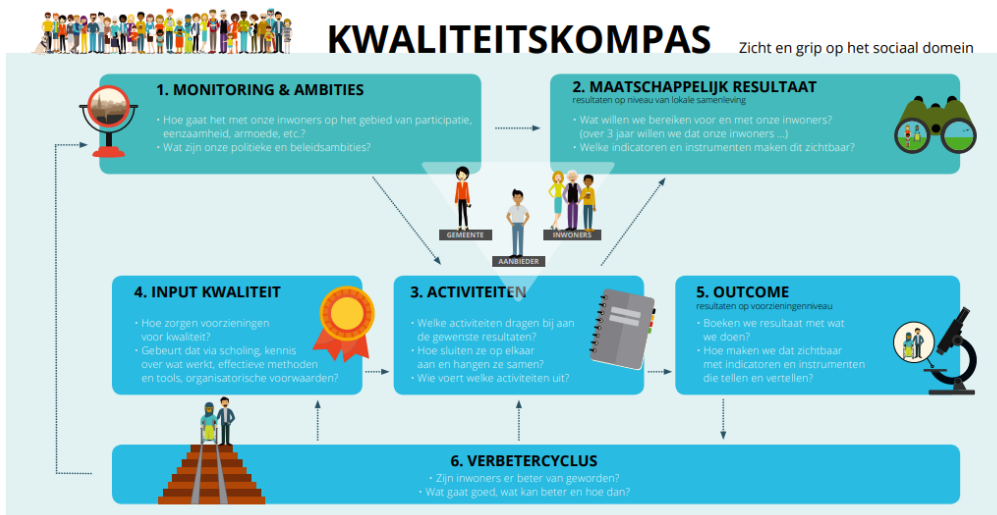 KWALITEITSKOMPAS
Zicht en grip op het sociaal domein
1. MONITORING & AMBITIES
• Hoe gaat het met onze inwoners op het gebied van participatie,
eenzaamheid, armoede, etc.?
• Wat zijn onze politieke en beleidsambities?
2. MAATSCHAPPELIJK RESULTAAT
resultaten op niveau van lokale samenleving
• Wat willen we bereiken voor en met onze inwoners?
(over 3 jaar willen we dat onze inwoners ...)
• Welke indicatoren en instrumenten maken dit zichtbaar?
GEMEENTE
AANBIEDER
INWONERS
4. INPUT KWALITEIT
• Hoe zorgen voorzieningen
voor kwaliteit?
• Gebeurt dat via scholing, kennis
over wat werkt, effectieve methoden
en tools, organisatorische voorwaarden?
3. ACTIVITEITEN
• Welke activiteiten dragen bij aan
de gewenste resultaten?
• Hoe sluiten ze op elkaar
aan en hangen ze samen?
• Wie voert welke activiteiten uit?
5. OUTCOME
resultaten op voorzieningenniveau
• Boeken we resultaat met wat
we doen?
• Hoe maken we dat zichtbaar
met indicatoren en instrumenten
die tellen en vertellen?
6. VERBETERCYCLUS
• Zijn inwoners er beter van geworden?
• Wat gaat goed, wat kan beter en hoe dan?